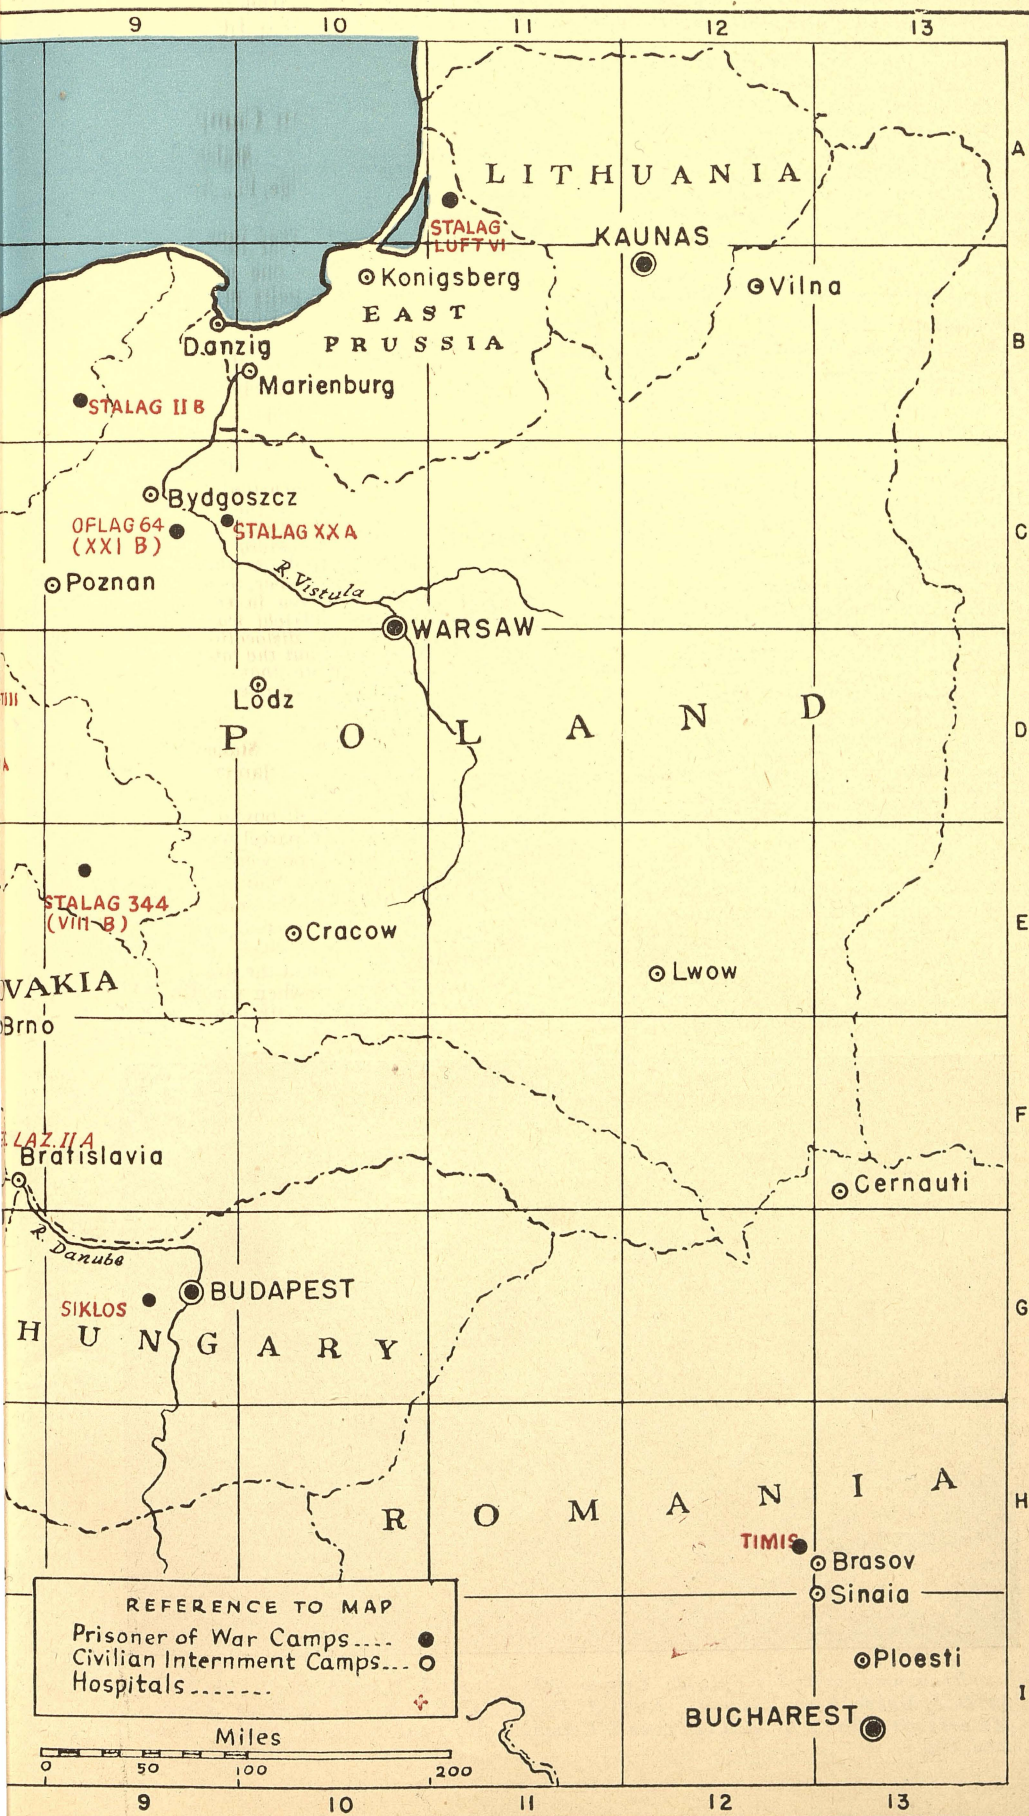 9 10 11 12 13
A
LITHUANIA
STALAG
LUFT VI
KAUNAS
Konigsberg
Vilna
EAST
PRUSSIA
B
Danzig
Marienburg
STALAG II B
Bydgoszcz
OFLAG 64
(XXI B)
STALAG XX A
C
R. Vistula
Poznan
WARSAW
Lodz
POLAND
D
STALAG 344
(VIII B)
E
Cracow
Lwow
VAKIA
Brno
F
LAZ. II A
Bratislavia
Cernauti
R. Danube
BUDAPEST
SIKLOS
G
HUNGARY
ROMANIA
H
TIMIS
Brasov
Sinaia
REFERENCE TO MAP
Prisoner of War Camps....
Civilian Internment Camps...
Hospitals.......
Ploesti
I
BUCHAREST
Miles
0 50 100 200
9 10 11 12 13